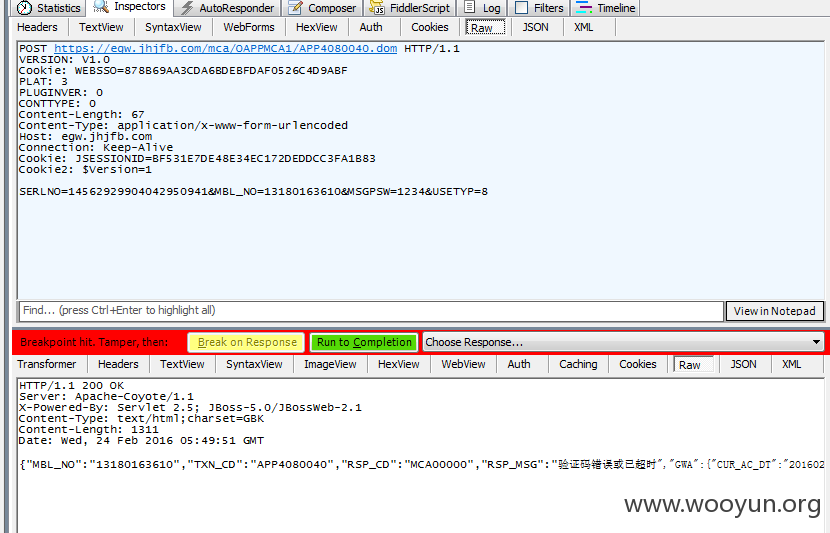 Statistics Inspectors AutoResponder Composer FiddlerScript Log Filters Timeline
Headers TextView SyntaxView WebForms HexView Auth Cookies Raw JSON XML
POST https://egw.jhjfb.com/mca/OAPPMCA1/APP4080040.dom HTTP/1.1
VERSION: V1.0
Cookie: WEBSSO=878B69AA3CDA6BDEBFDAF0526C4D9ABF
PLAT: 3
PLUGINVER: 0
CONTTYPE: 0
Content-Length: 67
Content-Type: application/x-www-form-urlencoded
Host: egw.jhjfb.com
Connection: Keep-Alive
Cookie: JSESSIONID=BF531E7DE48E34EC172DEDDCC3FA1B83
Cookie2: $Version=1
SERLNO=14562929904042950941&MBL_NO=13180163610&MSGPSW=1234&USETYP=8
Find... (press Ctrl+Enter to highlight all) View in Notepad
Breakpoint hit. Tamper, then: Break on Response Run to Completion Choose Response...
Transformer Headers TextView SyntaxView ImageView HexView WebView Auth Caching Cookies Raw JSON XML
HTTP/1.1 200 OK
Server: Apache-Coyote/1.1
X-Powered-By: Servlet 2.5; JBoss-5.0/JBossWeb-2.1
Content-Type: text/html;charset=GBK
Content-Length: 1311
Date: Wed, 24 Feb 2016 05:49:51 GMT
{"MBL_NO":"13180163610","TXN_CD":"APP4080040","RSP_CD":"MCA00000","RSP_MSG":"验证码错误或已超时","GWA":{"CUR_AC_DT":"201602
www.wooyun.org